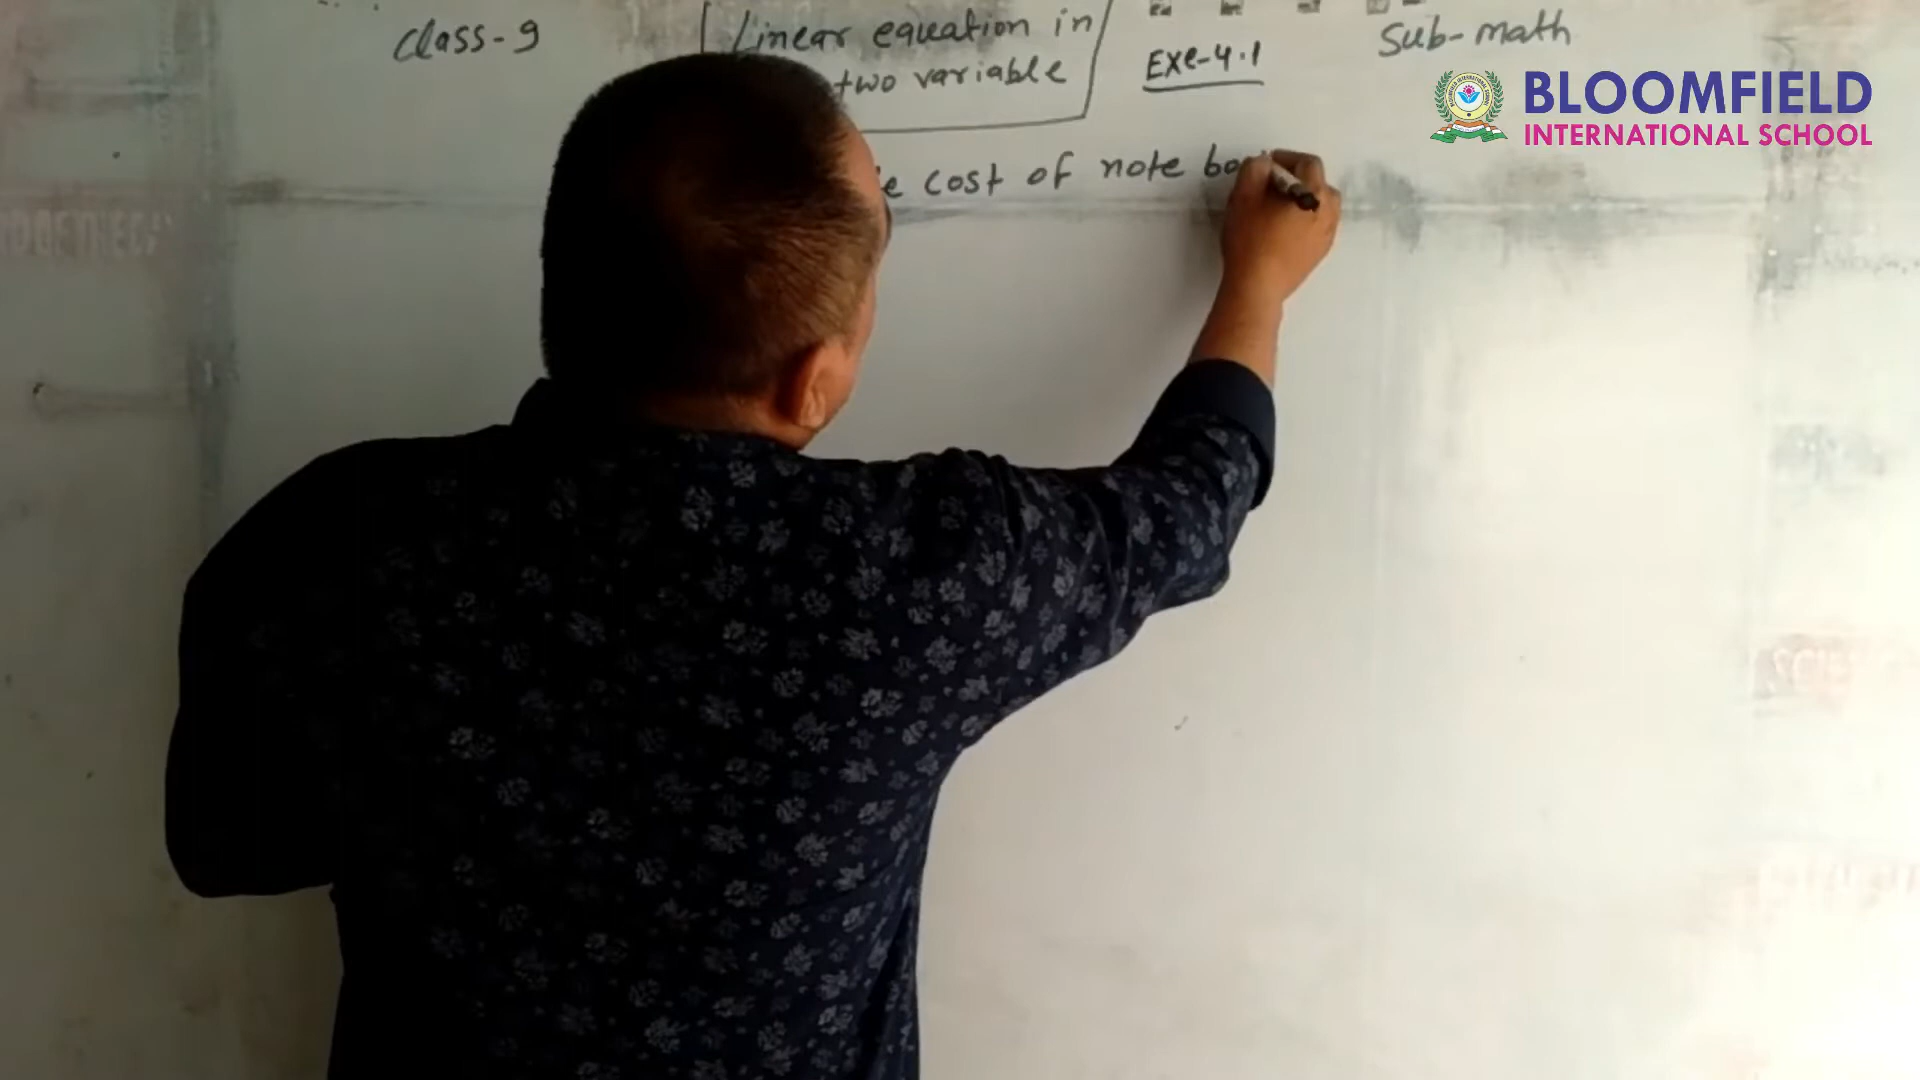 class-9
Linear equation in
two variable
Exe-4.1
Sub-math
BLOOMFIELD
INTERNATIONAL SCHOOL
cost of note